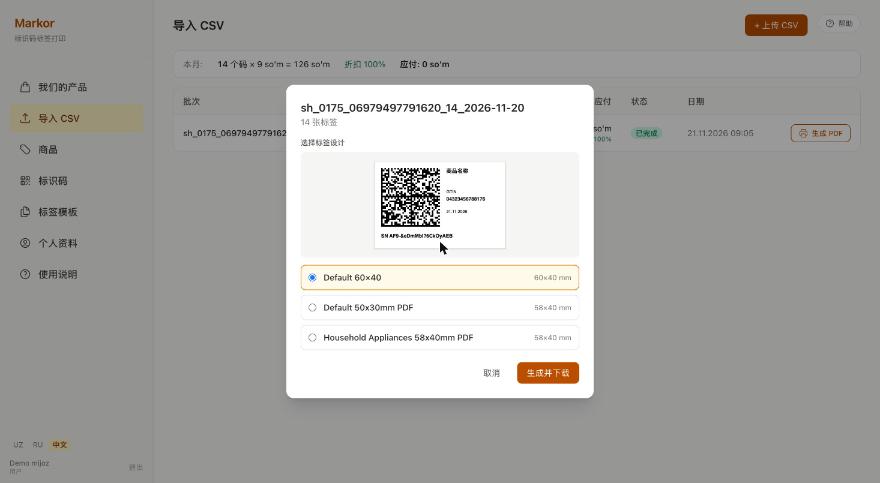 Markor
标识码标签打印
我们的产品
导入 CSV
商品
标识码
标签模板
个人资料
使用说明
UZ RU 中文
Demo mijoz
用户
退出
导入 CSV
+ 上传 CSV
帮助
本月: 14 个码 × 9 so'm = 126 so'm 折扣 100% 应付: 0 so'm
批次 应付 状态 日期
sh_0175_0697949779162 so'm 已完成 21.11.2026 09:05 生成 PDF
100%
sh_0175_06979497791620_14_2026-11-20
14 张标签
选择标签设计
商品名称
GTIN
04323456788176
21.11.2026
Default 60×40 60×40 mm
Default 50x30mm PDF 58×40 mm
Household Appliances 58x40mm PDF 58×40 mm
取消
生成并下载